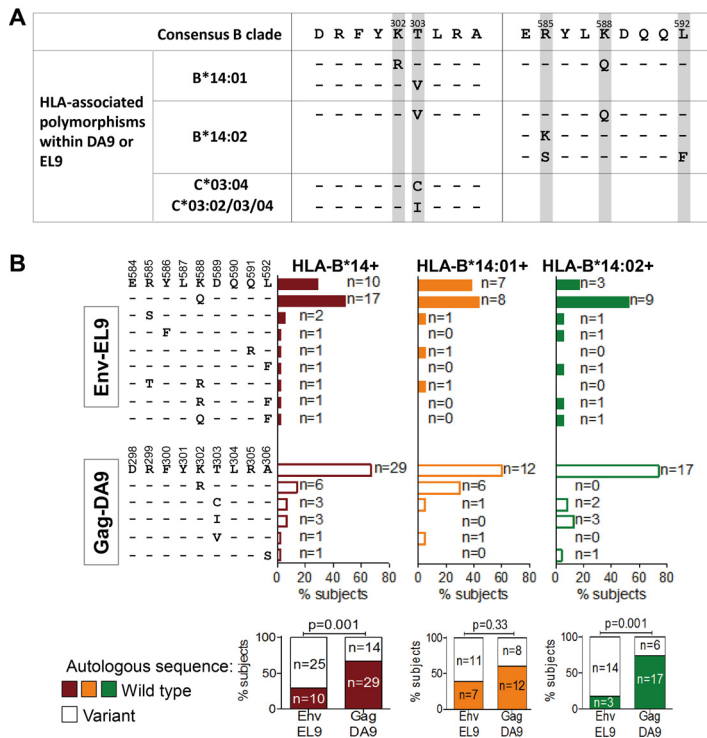 A
Consensus B clade D R F Y K T L R A E R Y L K D Q Q L
302 303 585 588 592
HLA-associated polymorphisms within DA9 or EL9
B*14:01
- - - - R - - - - - - - - Q - - - -
- - - - - V - - -
B*14:02
- - - - - V - - - - - - - Q - - - -
- K - - - - - - -
- S - - - - - - F
C*03:04 - - - - - C - - -
C*03:02/03/04 - - - - - I - - -
B
HLA-B*14+ HLA-B*14:01+ HLA-B*14:02+
Env-EL9
E584 R585 Y586 L587 K588 D589 Q590 Q591 L592
E R Y L K D Q Q L n=10 n=7 n=3
- - - - Q - - - - n=17 n=8 n=9
- S - - - - - - - n=2 n=1 n=1
- - F - - - - - - n=1 n=0 n=1
- - - - - - - R - n=1 n=1 n=0
- - - - - - - - F n=1 n=0 n=1
- T - - R - - - - n=1 n=1 n=0
- - - - R - - - F n=1 n=0 n=1
- - - - Q - - - F n=1 n=0 n=1
Gag-DA9
D298 R299 F300 Y301 K302 T303 L304 R305 A306
D R F Y K T L R A n=29 n=12 n=17
- - - - R - - - - n=6 n=6 n=0
- - - - - C - - - n=3 n=1 n=2
- - - - - I - - - n=3 n=0 n=3
- - - - - V - - - n=1 n=1 n=0
- - - - - - - - S n=1 n=0 n=1
0 20 40 60 80 0 20 40 60 80 0 20 40 60 80
% subjects % subjects % subjects
Autologous sequence:
Wild type
Variant
p=0.001
% subjects
100
50
0
n=25
n=10
n=14
n=29
Env EL9
Gag DA9
p=0.33
% subjects
100
50
0
n=11
n=7
n=8
n=12
Env EL9
Gag DA9
p=0.001
% subjects
100
50
0
n=14
n=3
n=6
n=17
Env EL9
Gag DA9